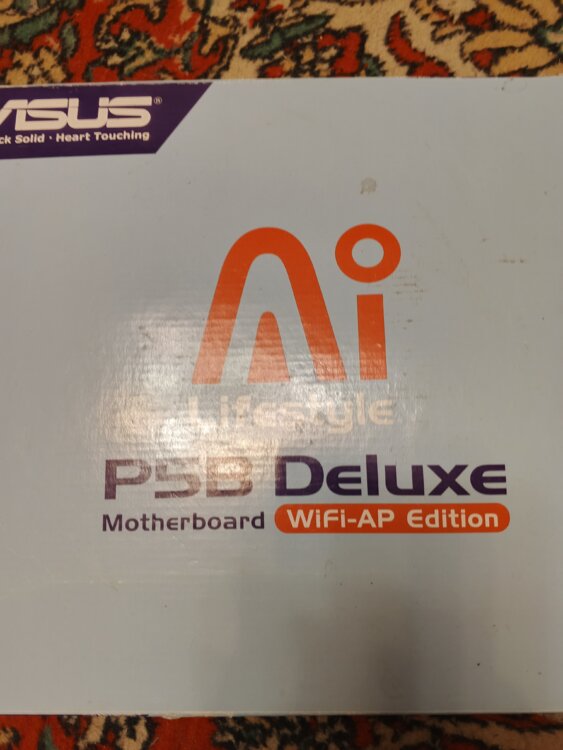 ASUS®
ck Solid · Heart Touching
Ai
Lifestyle
P5B Deluxe
Motherboard WiFi-AP Edition